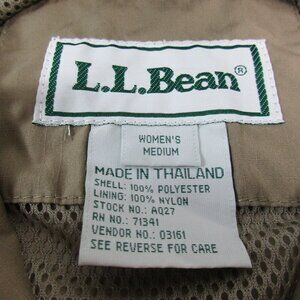 L.L.Bean®
WOMEN'S
MEDIUM
MADE IN THAILAND
SHELL: 100% POLYESTER
LINING: 100% NYLON
STOCK NO.: AQ27
RN NO.: 71341
VENDOR NO.: 03161
SEE REVERSE FOR CARE